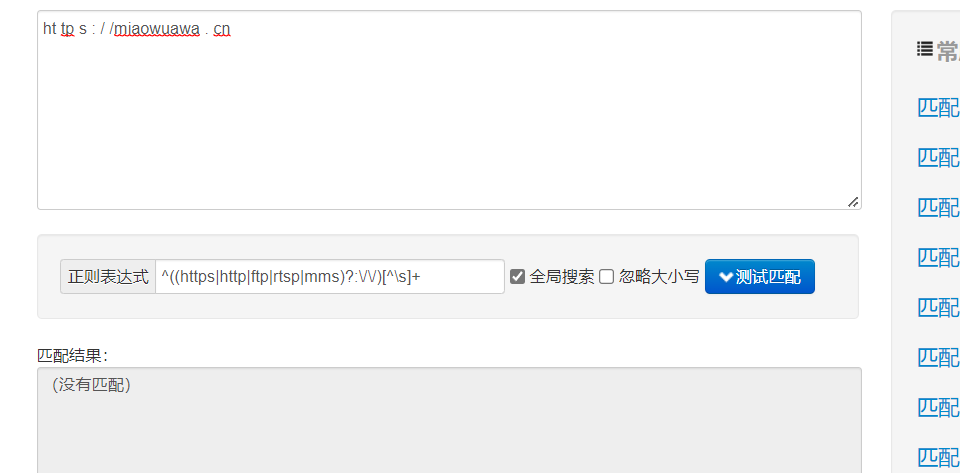 ht tp s : / /miaowuawa . cn
常
匹配
匹配
匹配
匹配
匹配
匹配
匹配
匹配
正则表达式 ^((https|http|ftp|rtsp|mms)?:\/\/)[^\s]+ 全局搜索 忽略大小写 测试匹配
匹配结果：
（没有匹配）